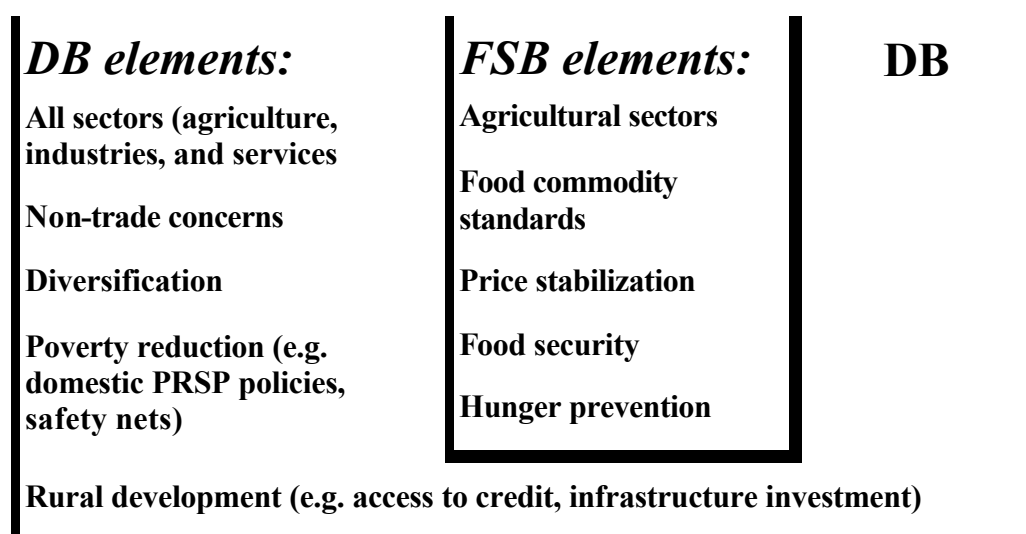 DB elements:
All sectors (agriculture,
industries, and services
Non-trade concerns
Diversification
Poverty reduction (e.g.
domestic PRSP policies,
safety nets)
FSB elements:
Agricultural sectors
Food commodity
standards
Price stabilization
Food security
Hunger prevention
DB
Rural development (e.g. access to credit, infrastructure investment)